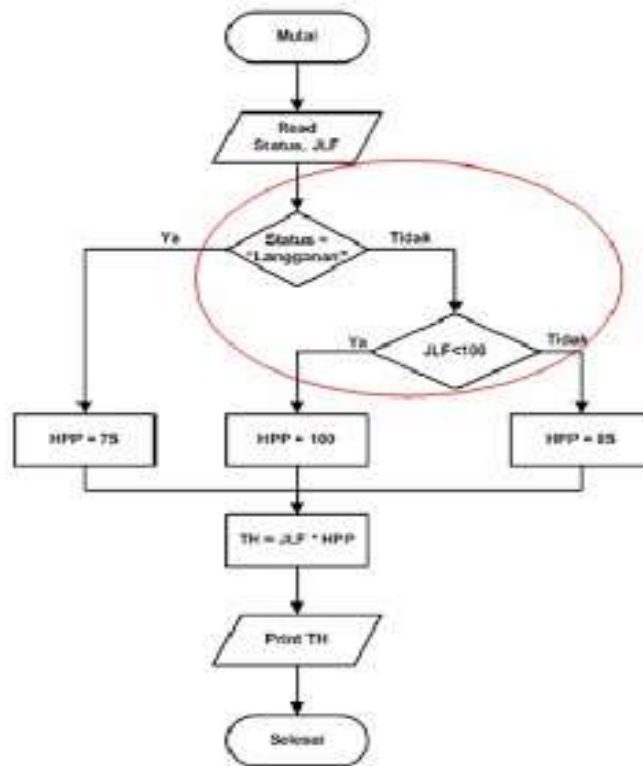 Mulai
Read
Status, JLF
Status =
"Langganan"
Ya
Tidak
JLF<100
Ya
Tidak
HPP = 75
HPP = 100
HPP = 85
TH = JLF * HPP
Print TH
Selesai